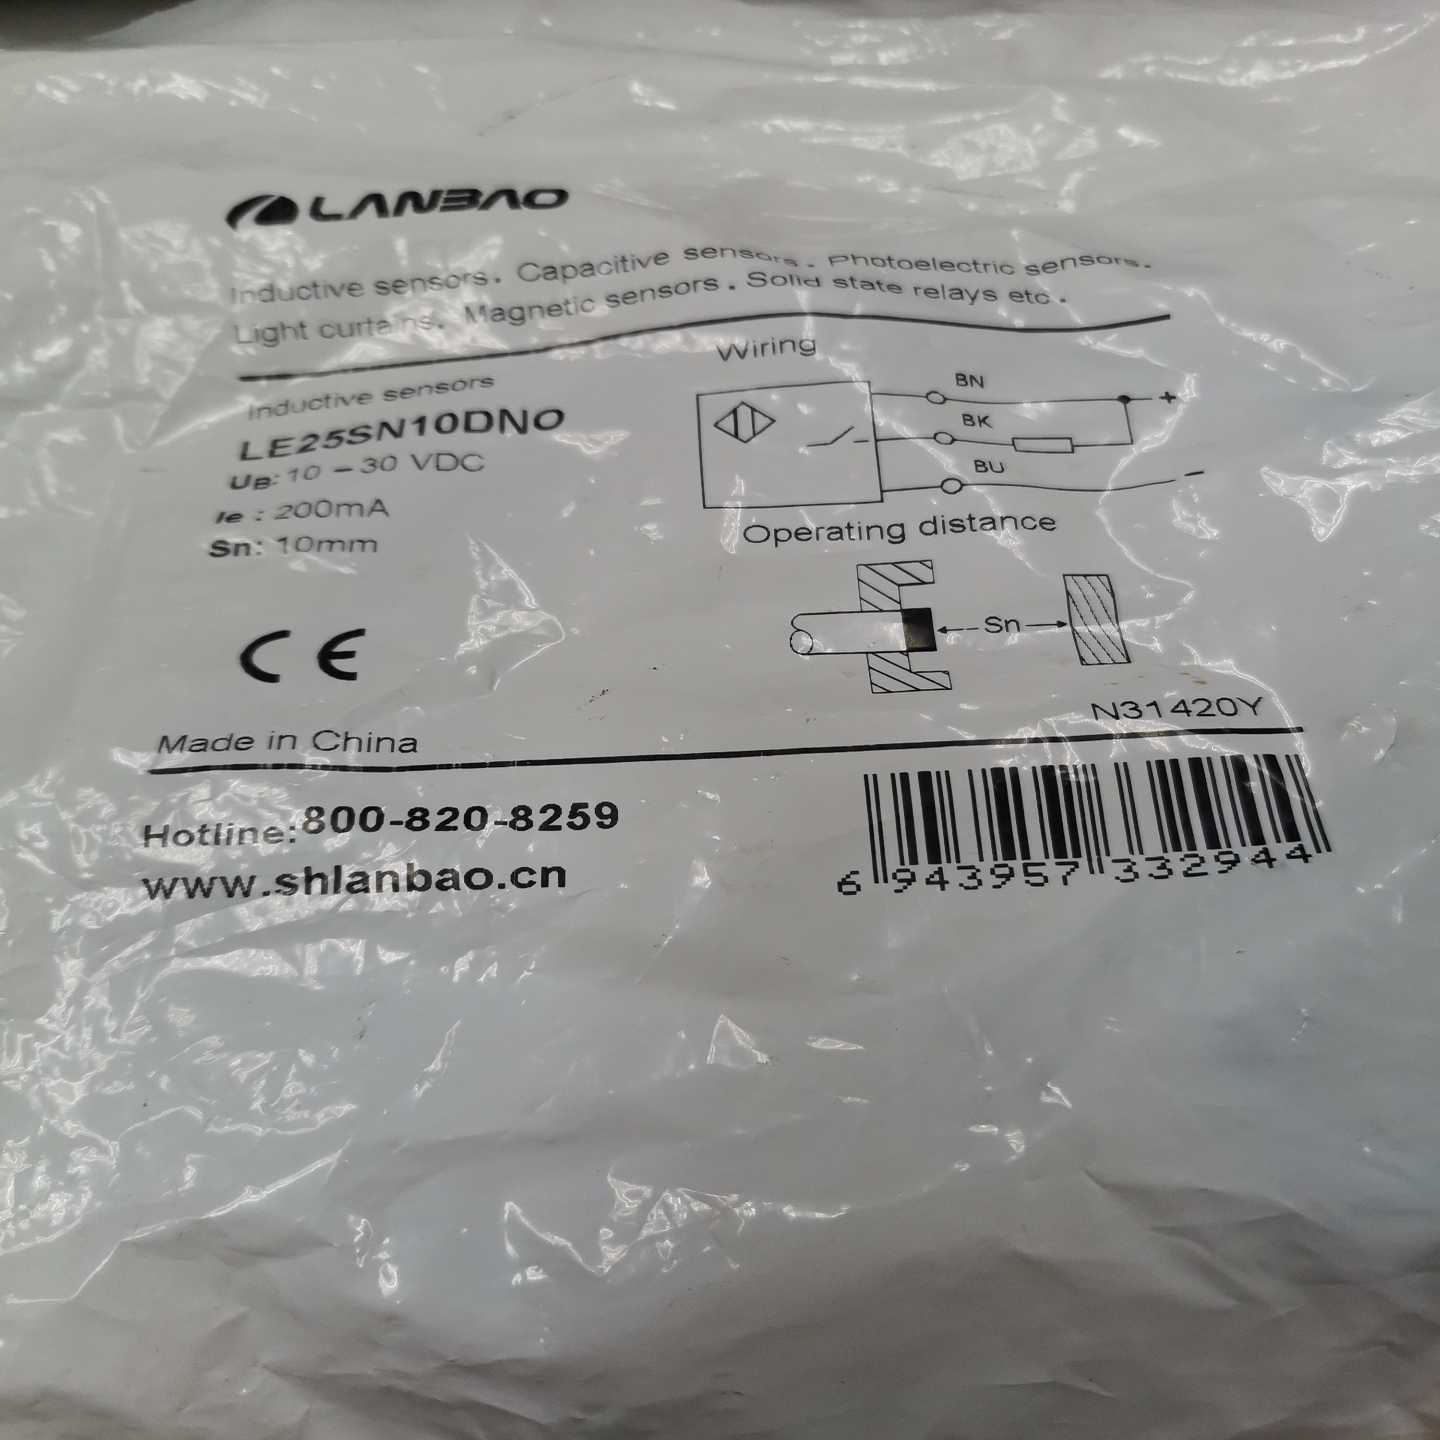 LANBAO
Inductive sensors. Capacitive sensors. Photoelectric sensors.
Light curtains. Magnetic sensors. Solid state relays etc.
Inductive sensors
LE25SN10DNO
UB: 10-30 VDC
Ie : 200mA
Sn: 10mm
Wiring
BN
+
BK
BU
-
Operating distance
Sn
CE
N31420Y
Made in China
Hotline:800-820-8259
www.shlanbao.cn
6 943957 332944